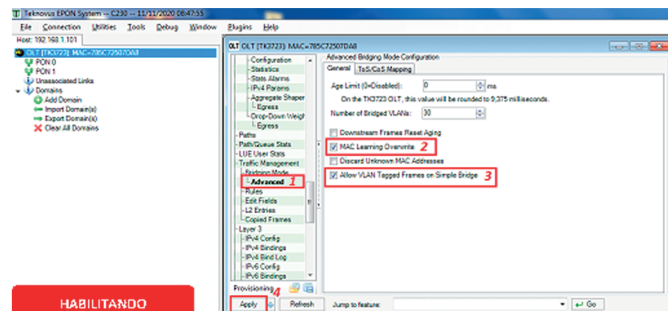 Teknovus EPON System -- C230 -- 11/11/2020 08:47:55
File Connection Utilities Tools Debug Window Plugins Help
Host: 192.168.1.101
OLT [TK3723]: MAC=785C72507DA8
PON 0
PON 1
Unassociated Links
Domains
Add Domain
Import Domain(s)
Export Domain(s)
Clear All Domains
HABILITANDO
OLT OLT [TK3723]: MAC=785C72507DA8
Configuration
Statistics
Stats Alarms
IPv4 Params
Aggregate Shaper
Egress
Drop-Down Weight
Egress
Paths
Path/Queue Stats
LUE User Stats
Traffic Management
Bridging Mode
Advanced 1
Rules
Edit Fields
L2 Entries
Copied Frames
Layer 3
IPv4 Config
IPv4 Bindings
IPv4 Bind Log
IPv6 Config
IPv6 Bindings
Provisioning
4
Advanced Bridging Mode Configuration
General ToS/CoS Mapping
Age Limit (0=Disabled): 0 ms
On the TK3723 OLT, this value will be rounded to 9,375 milliseconds.
Number of Bridged VLANs: 30
Downstream Frames Reset Aging
MAC Learning Overwrite 2
Discard Unknown MAC Addresses
Allow VLAN Tagged Frames on Simple Bridge 3
Apply Refresh Jump to feature: Go